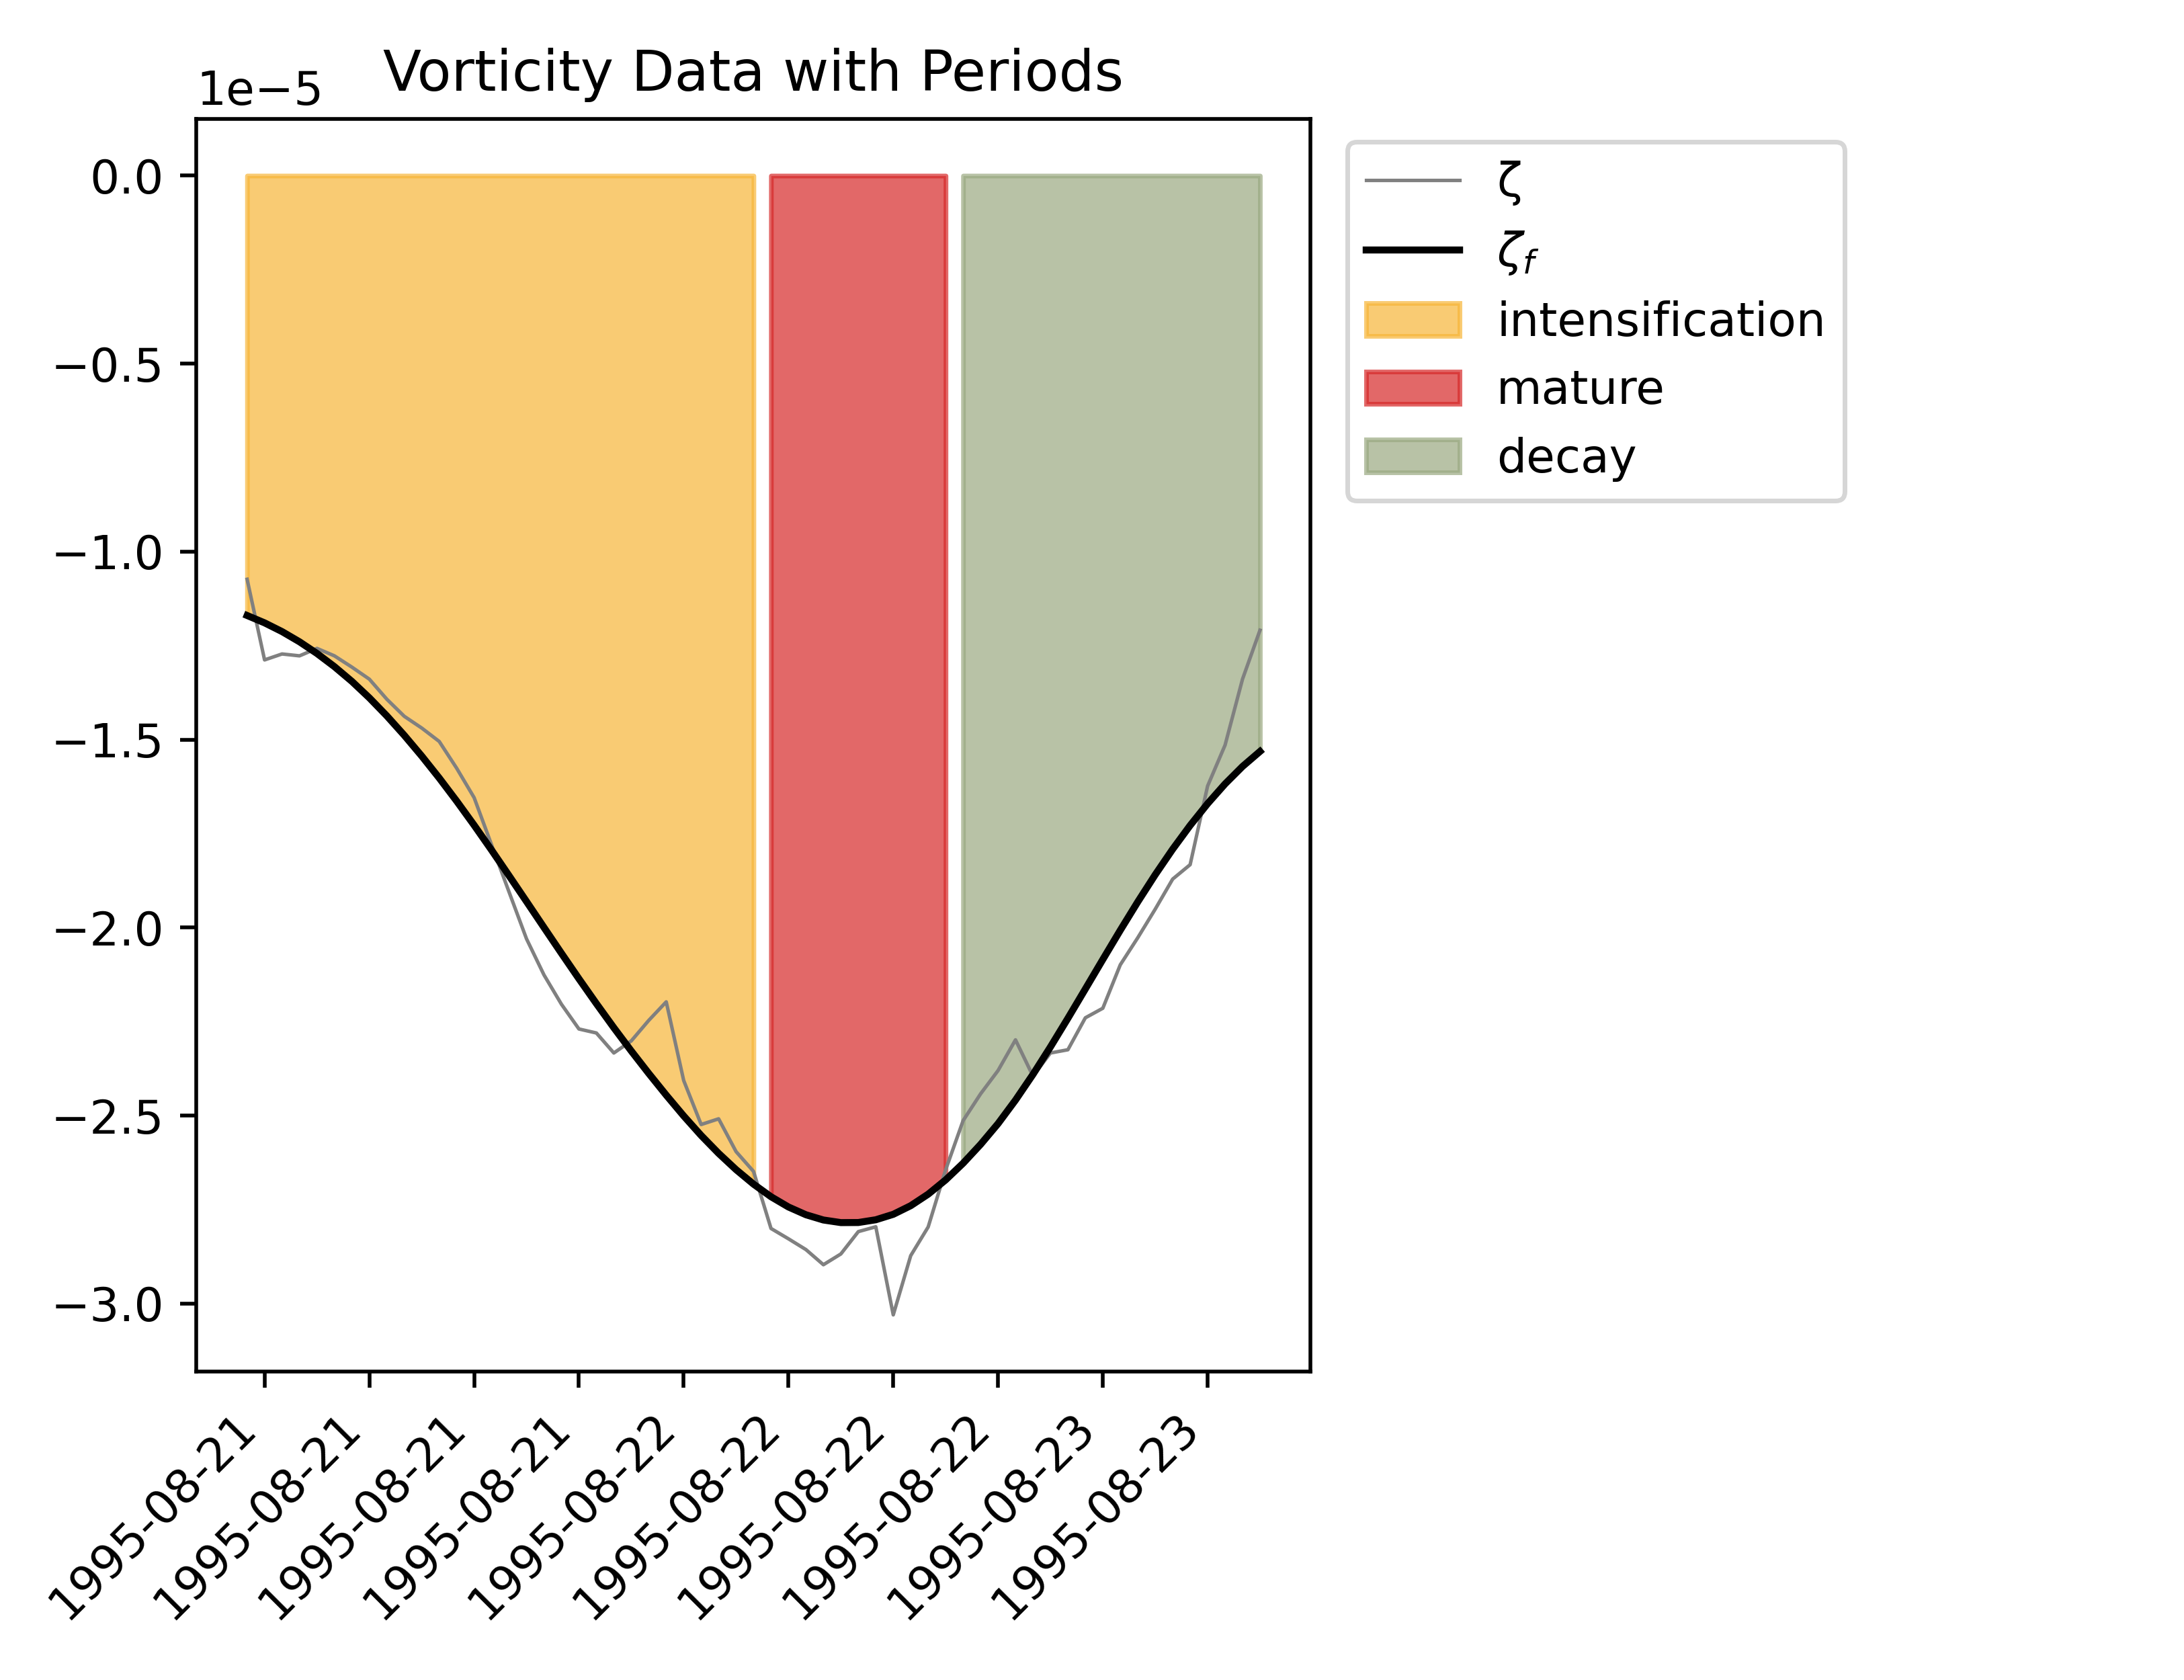 Vorticity Data with Periods
1e−5
0.0
−0.5
−1.0
−1.5
−2.0
−2.5
−3.0
1995-08-21
1995-08-21
1995-08-21
1995-08-21
1995-08-22
1995-08-22
1995-08-22
1995-08-22
1995-08-23
1995-08-23
ζ
ζf
intensification
mature
decay